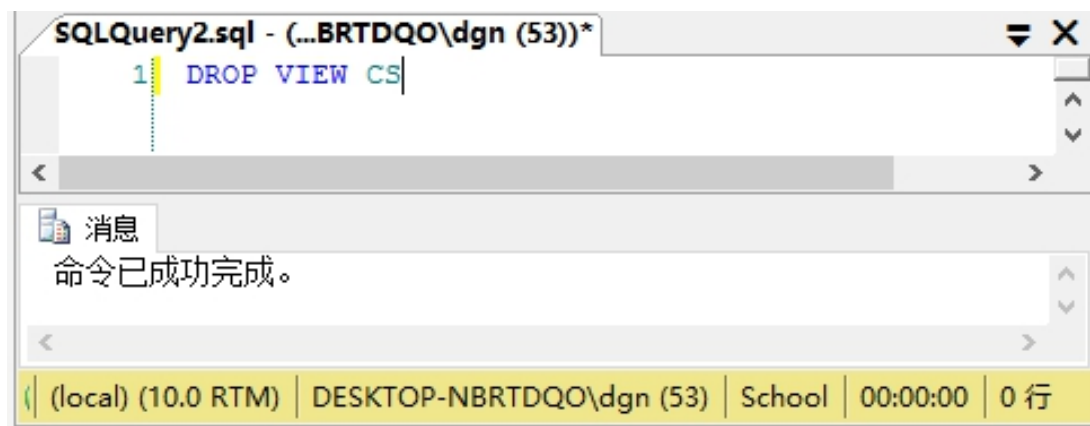 SQLQuery2.sql - (...BRTDQO\dgn (53))*
1 DROP VIEW CS
消息
命令已成功完成。
(local) (10.0 RTM) DESKTOP-NBRTDQO\dgn (53) School 00:00:00 0 行